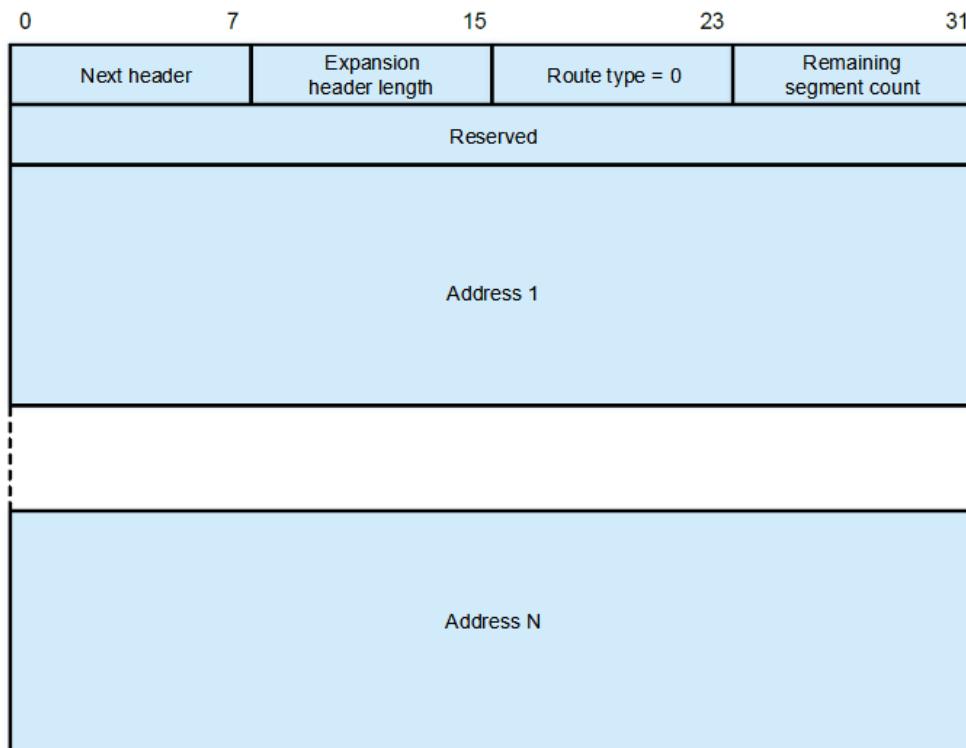 0 7 15 23 31
Next header
Expansion
header length
Route type = 0
Remaining
segment count
Reserved
Address 1
Address N